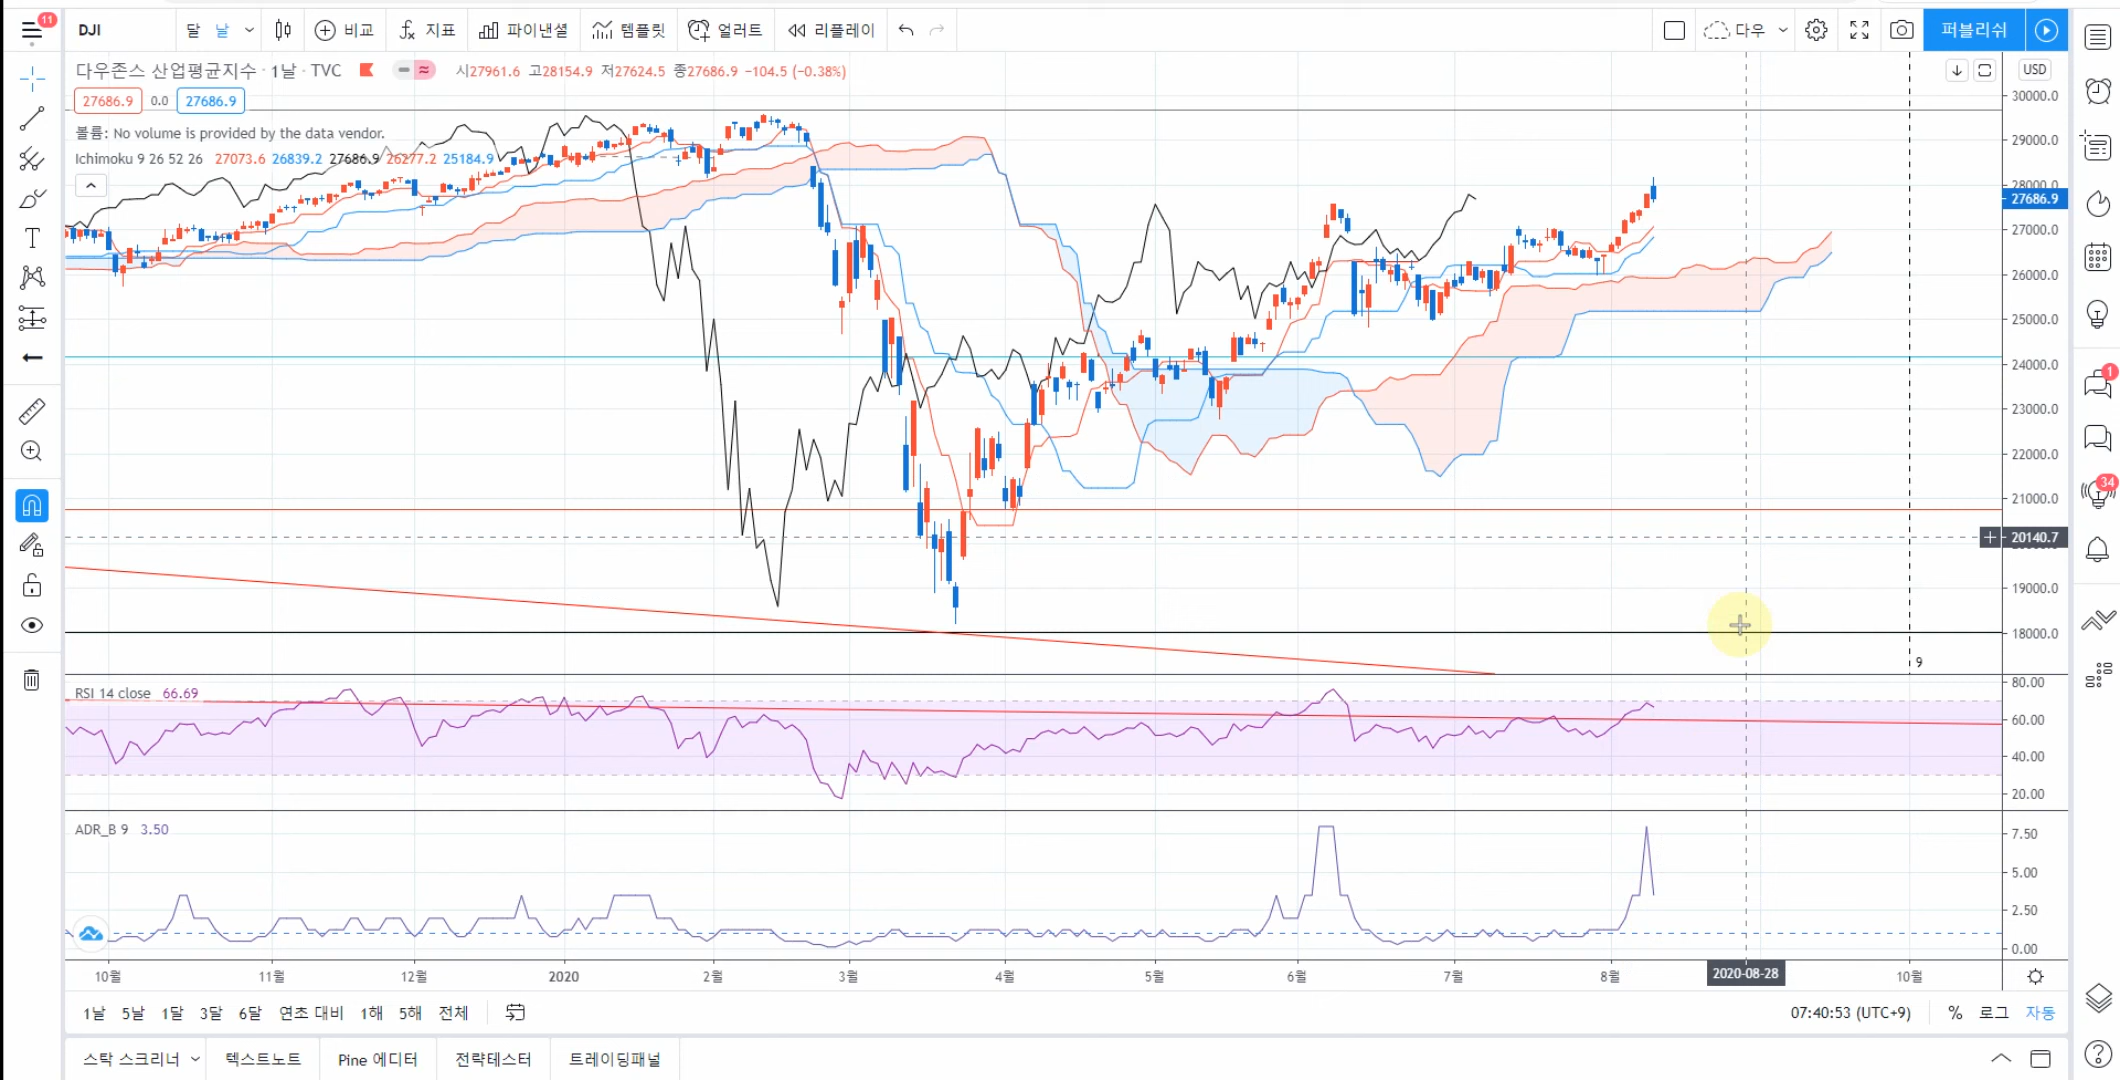 11
DJI
달 날
비교
지표
파이낸셜
템플릿
얼러트
리플레이
다우
퍼블리쉬
다우존스 산업평균지수 · 1날 · TVC
시27961.6 고28154.9 저27624.5 종27686.9 −104.5 (−0.38%)
27686.9 0.0 27686.9
볼륨: No volume is provided by the data vendor.
Ichimoku 9 26 52 26 27073.6 26839.2 27686.9 26277.2 25184.9
USD
30000.0
29000.0
28000.0
27686.9
27000.0
26000.0
25000.0
24000.0
23000.0
22000.0
21000.0
20140.7
19000.0
18000.0
9
RSI 14 close 66.69
80.00
60.00
40.00
20.00
ADR_B 9 3.50
7.50
5.00
2.50
0.00
10월 11월 12월 2020 2월 3월 4월 5월 6월 7월 8월 2020-08-28 10월
1날 5날 1달 3달 6달 연초 대비 1해 5해 전체
07:40:53 (UTC+9) % 로그 자동
스탁 스크리너 텍스트노트 Pine 에디터 전략테스터 트레이딩패널
1
34